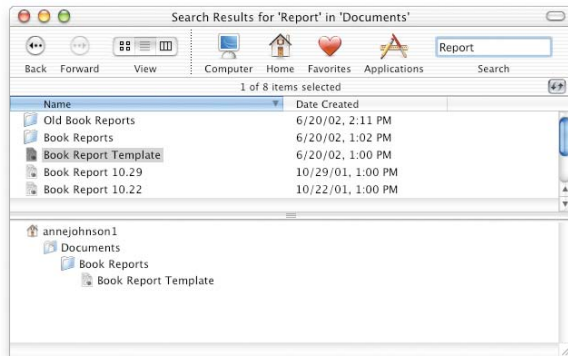 Search Results for 'Report' in 'Documents'
Report
Back Forward View Computer Home Favorites Applications Search
1 of 8 items selected
Name Date Created
Old Book Reports 6/20/02, 2:11 PM
Book Reports 6/20/02, 1:02 PM
Book Report Template 6/20/02, 1:00 PM
Book Report 10.29 10/29/01, 1:00 PM
Book Report 10.22 10/22/01, 1:00 PM
annejohnson1
Documents
Book Reports
Book Report Template